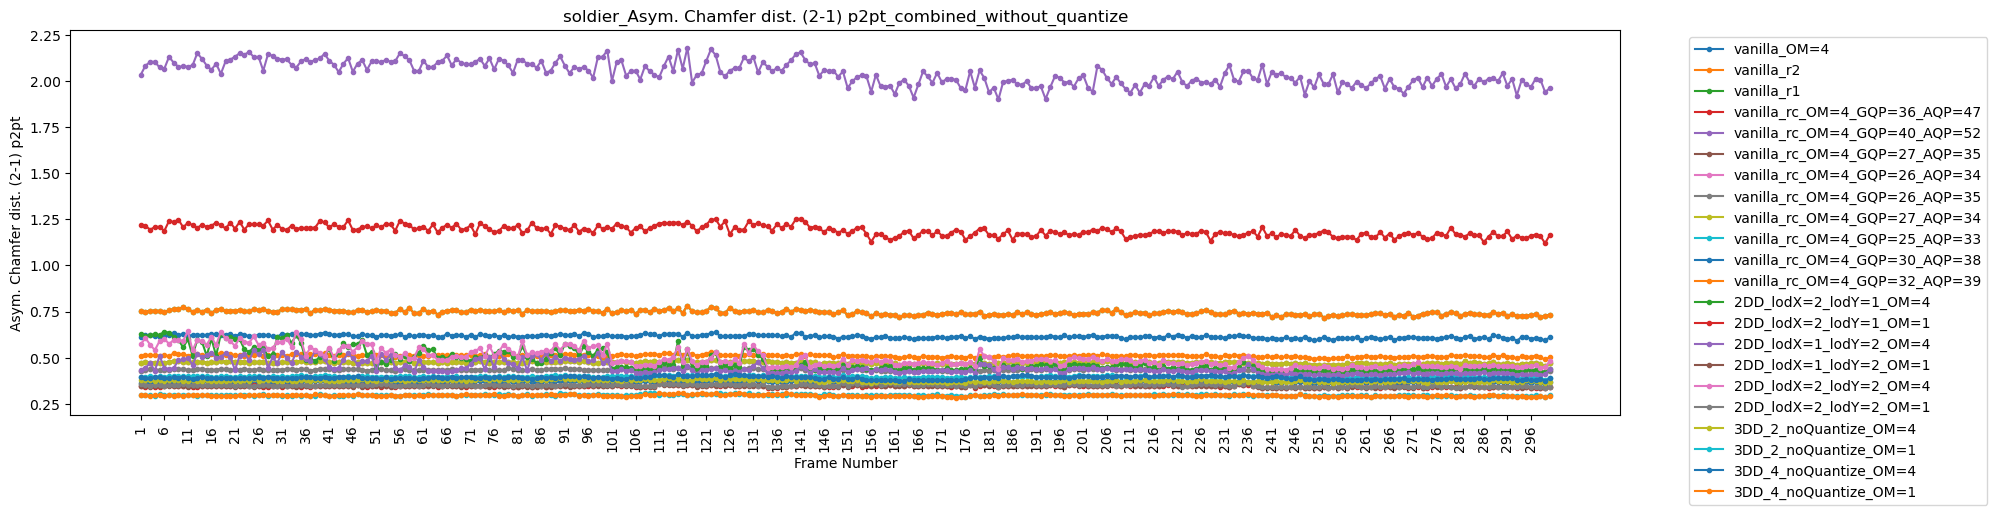 soldier_Asym. Chamfer dist. (2-1) p2pt_combined_without_quantize
Asym. Chamfer dist. (2-1) p2pt
2.25
2.00
1.75
1.50
1.25
1.00
0.75
0.50
0.25
1 6 11 16 21 26 31 36 41 46 51 56 61 66 71 76 81 86 91 96 101 106 111 116 121 126 131 136 141 146 151 156 161 166 171 176 181 186 191 196 201 206 211 216 221 226 231 236 241 246 251 256 261 266 271 276 281 286 291 296
Frame Number
vanilla_OM=4
vanilla_r2
vanilla_r1
vanilla_rc_OM=4_GQP=36_AQP=47
vanilla_rc_OM=4_GQP=40_AQP=52
vanilla_rc_OM=4_GQP=27_AQP=35
vanilla_rc_OM=4_GQP=26_AQP=34
vanilla_rc_OM=4_GQP=26_AQP=35
vanilla_rc_OM=4_GQP=27_AQP=34
vanilla_rc_OM=4_GQP=25_AQP=33
vanilla_rc_OM=4_GQP=30_AQP=38
vanilla_rc_OM=4_GQP=32_AQP=39
2DD_lodX=2_lodY=1_OM=4
2DD_lodX=2_lodY=1_OM=1
2DD_lodX=1_lodY=2_OM=4
2DD_lodX=1_lodY=2_OM=1
2DD_lodX=2_lodY=2_OM=4
2DD_lodX=2_lodY=2_OM=1
3DD_2_noQuantize_OM=4
3DD_2_noQuantize_OM=1
3DD_4_noQuantize_OM=4
3DD_4_noQuantize_OM=1